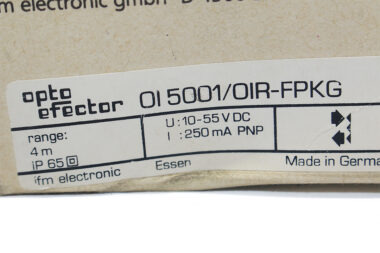 ifm electronic gmbh
opto
efector OI 5001/OIR-FPKG
range:
4 m
IP 65
U : 10-55 V DC
I : 250 mA PNP
ifm electronic Essen Made in Germa